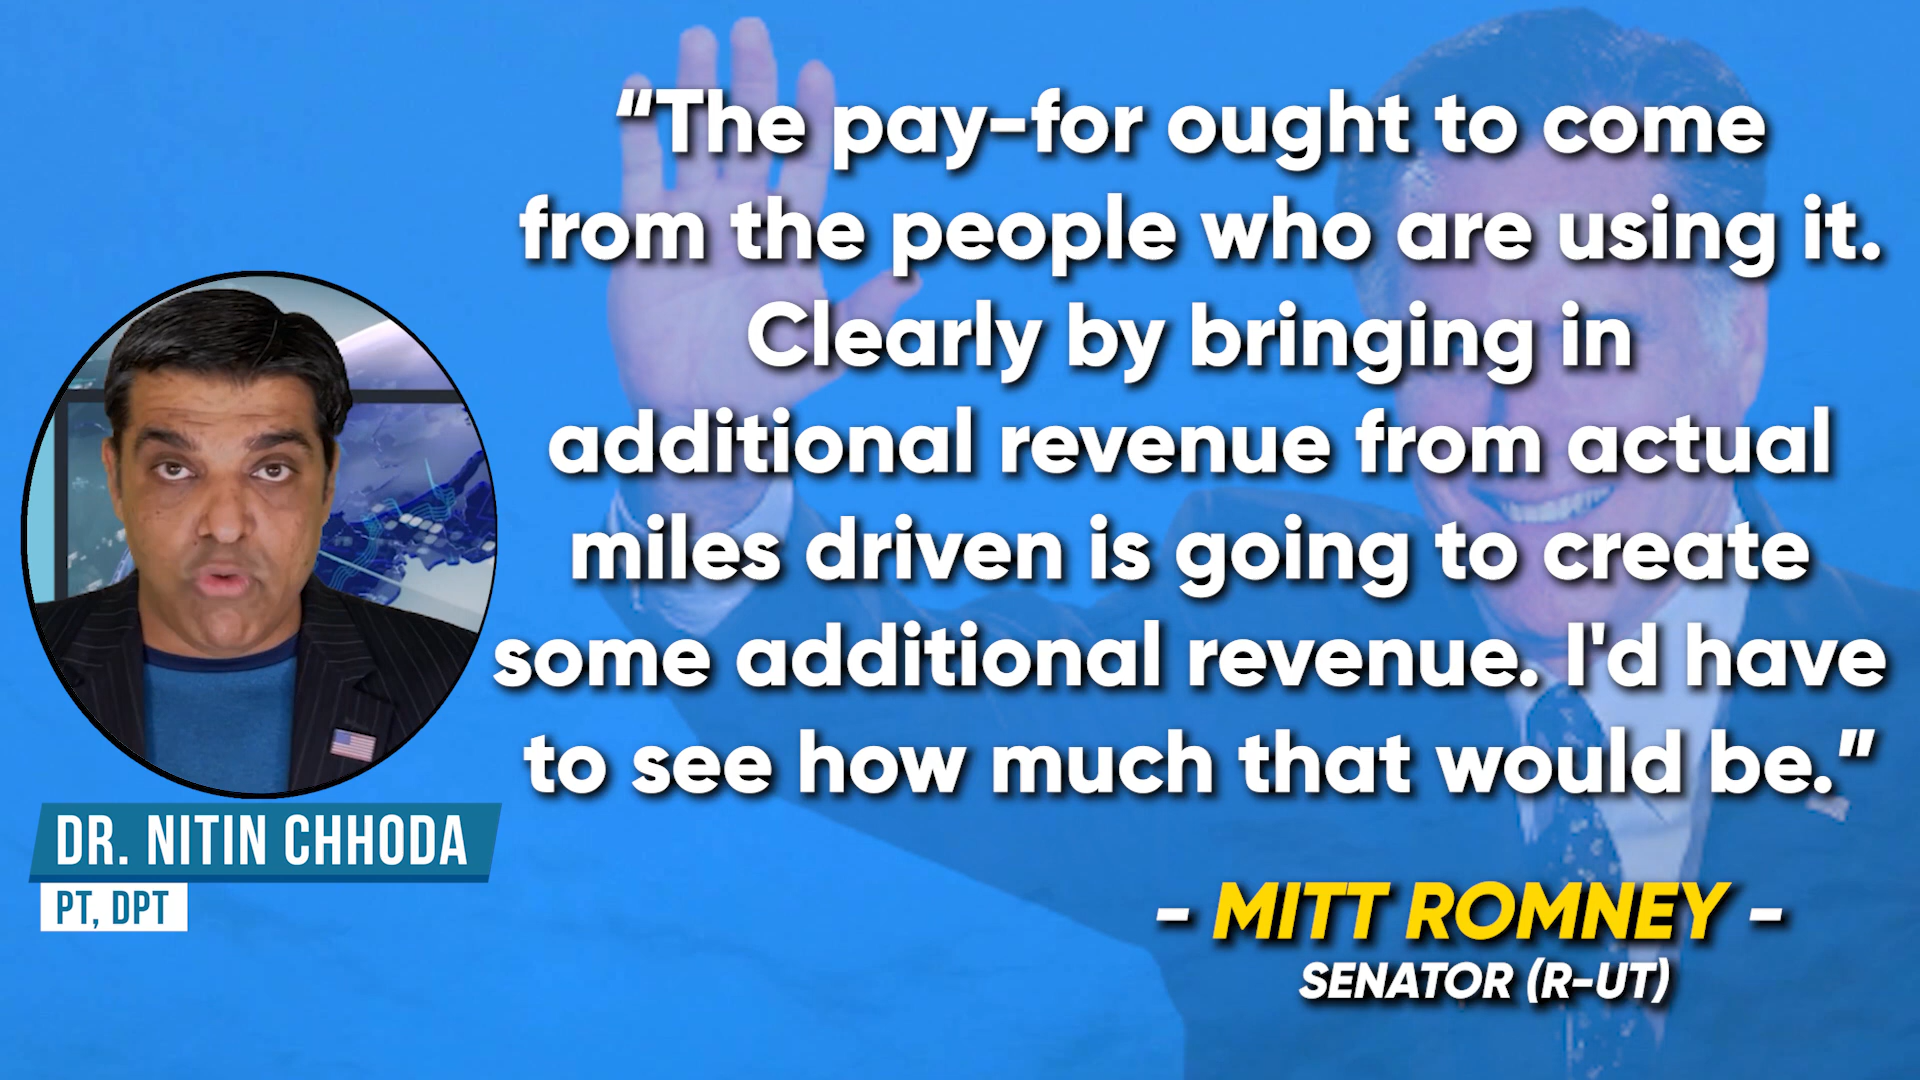 “The pay-for ought to come
from the people who are using it.
Clearly by bringing in
additional revenue from actual
miles driven is going to create
some additional revenue. I'd have
to see how much that would be.”
- MITT ROMNEY -
SENATOR (R-UT)
DR. NITIN CHHODA
PT, DPT